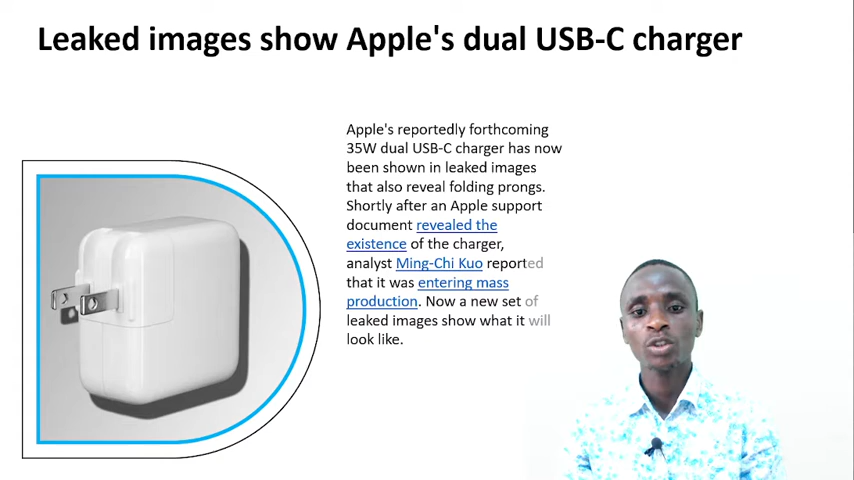 Leaked images show Apple's dual USB-C charger
Apple's reportedly forthcoming
35W dual USB-C charger has now
been shown in leaked images
that also reveal folding prongs.
Shortly after an Apple support
document revealed the
existence of the charger,
analyst Ming-Chi Kuo reported
that it was entering mass
production. Now a new set of
leaked images show what it will
look like.